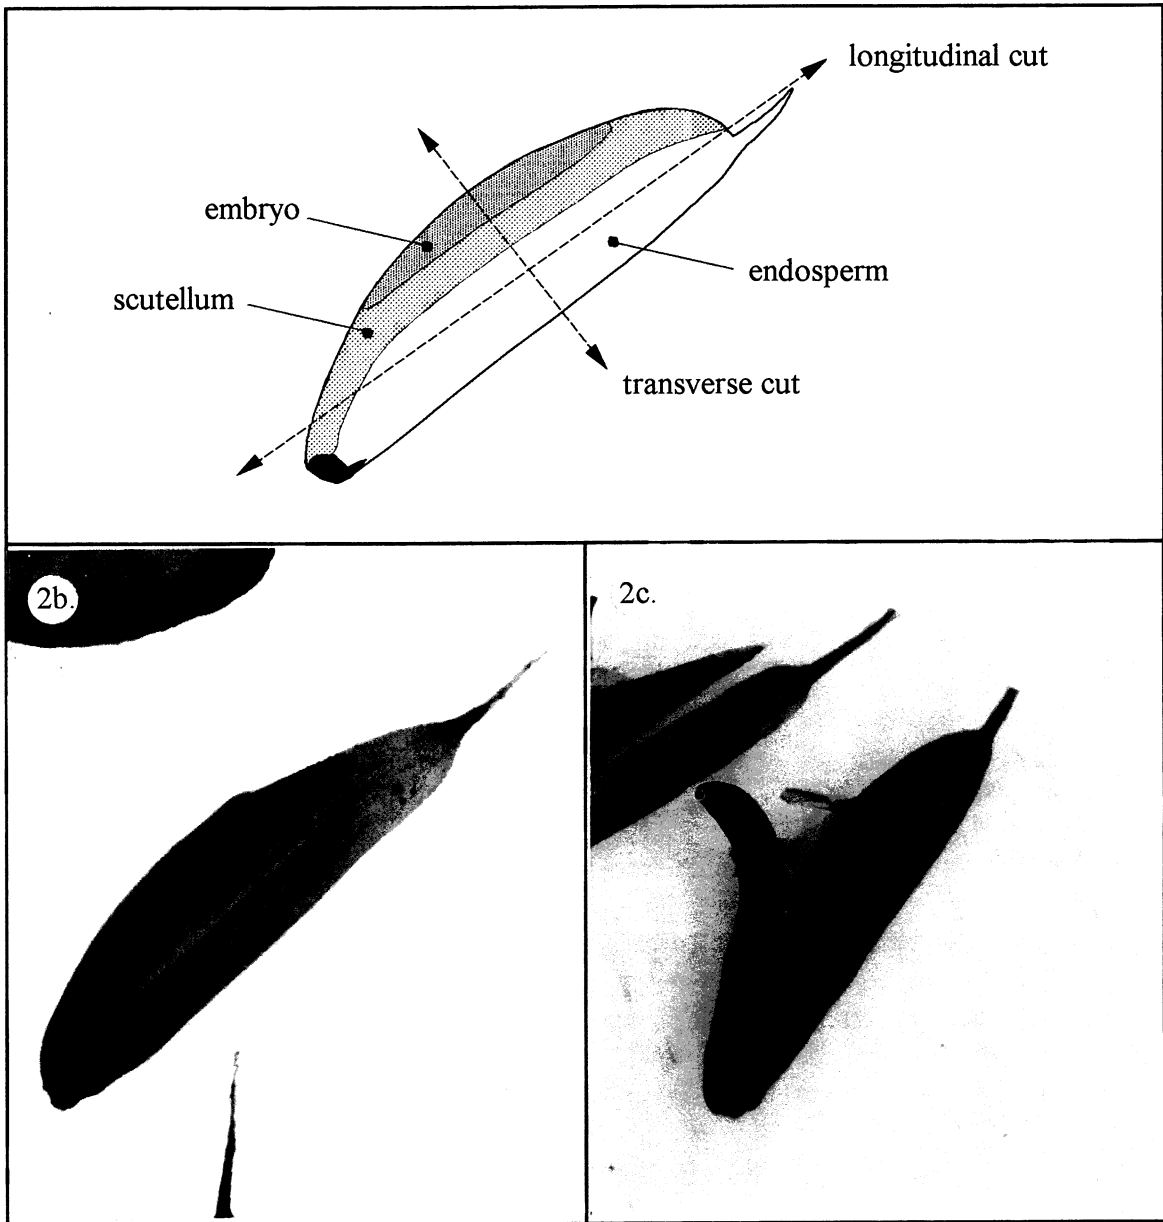 longitudinal cut
embryo
endosperm
scutellum
transverse cut
2b.
2c.